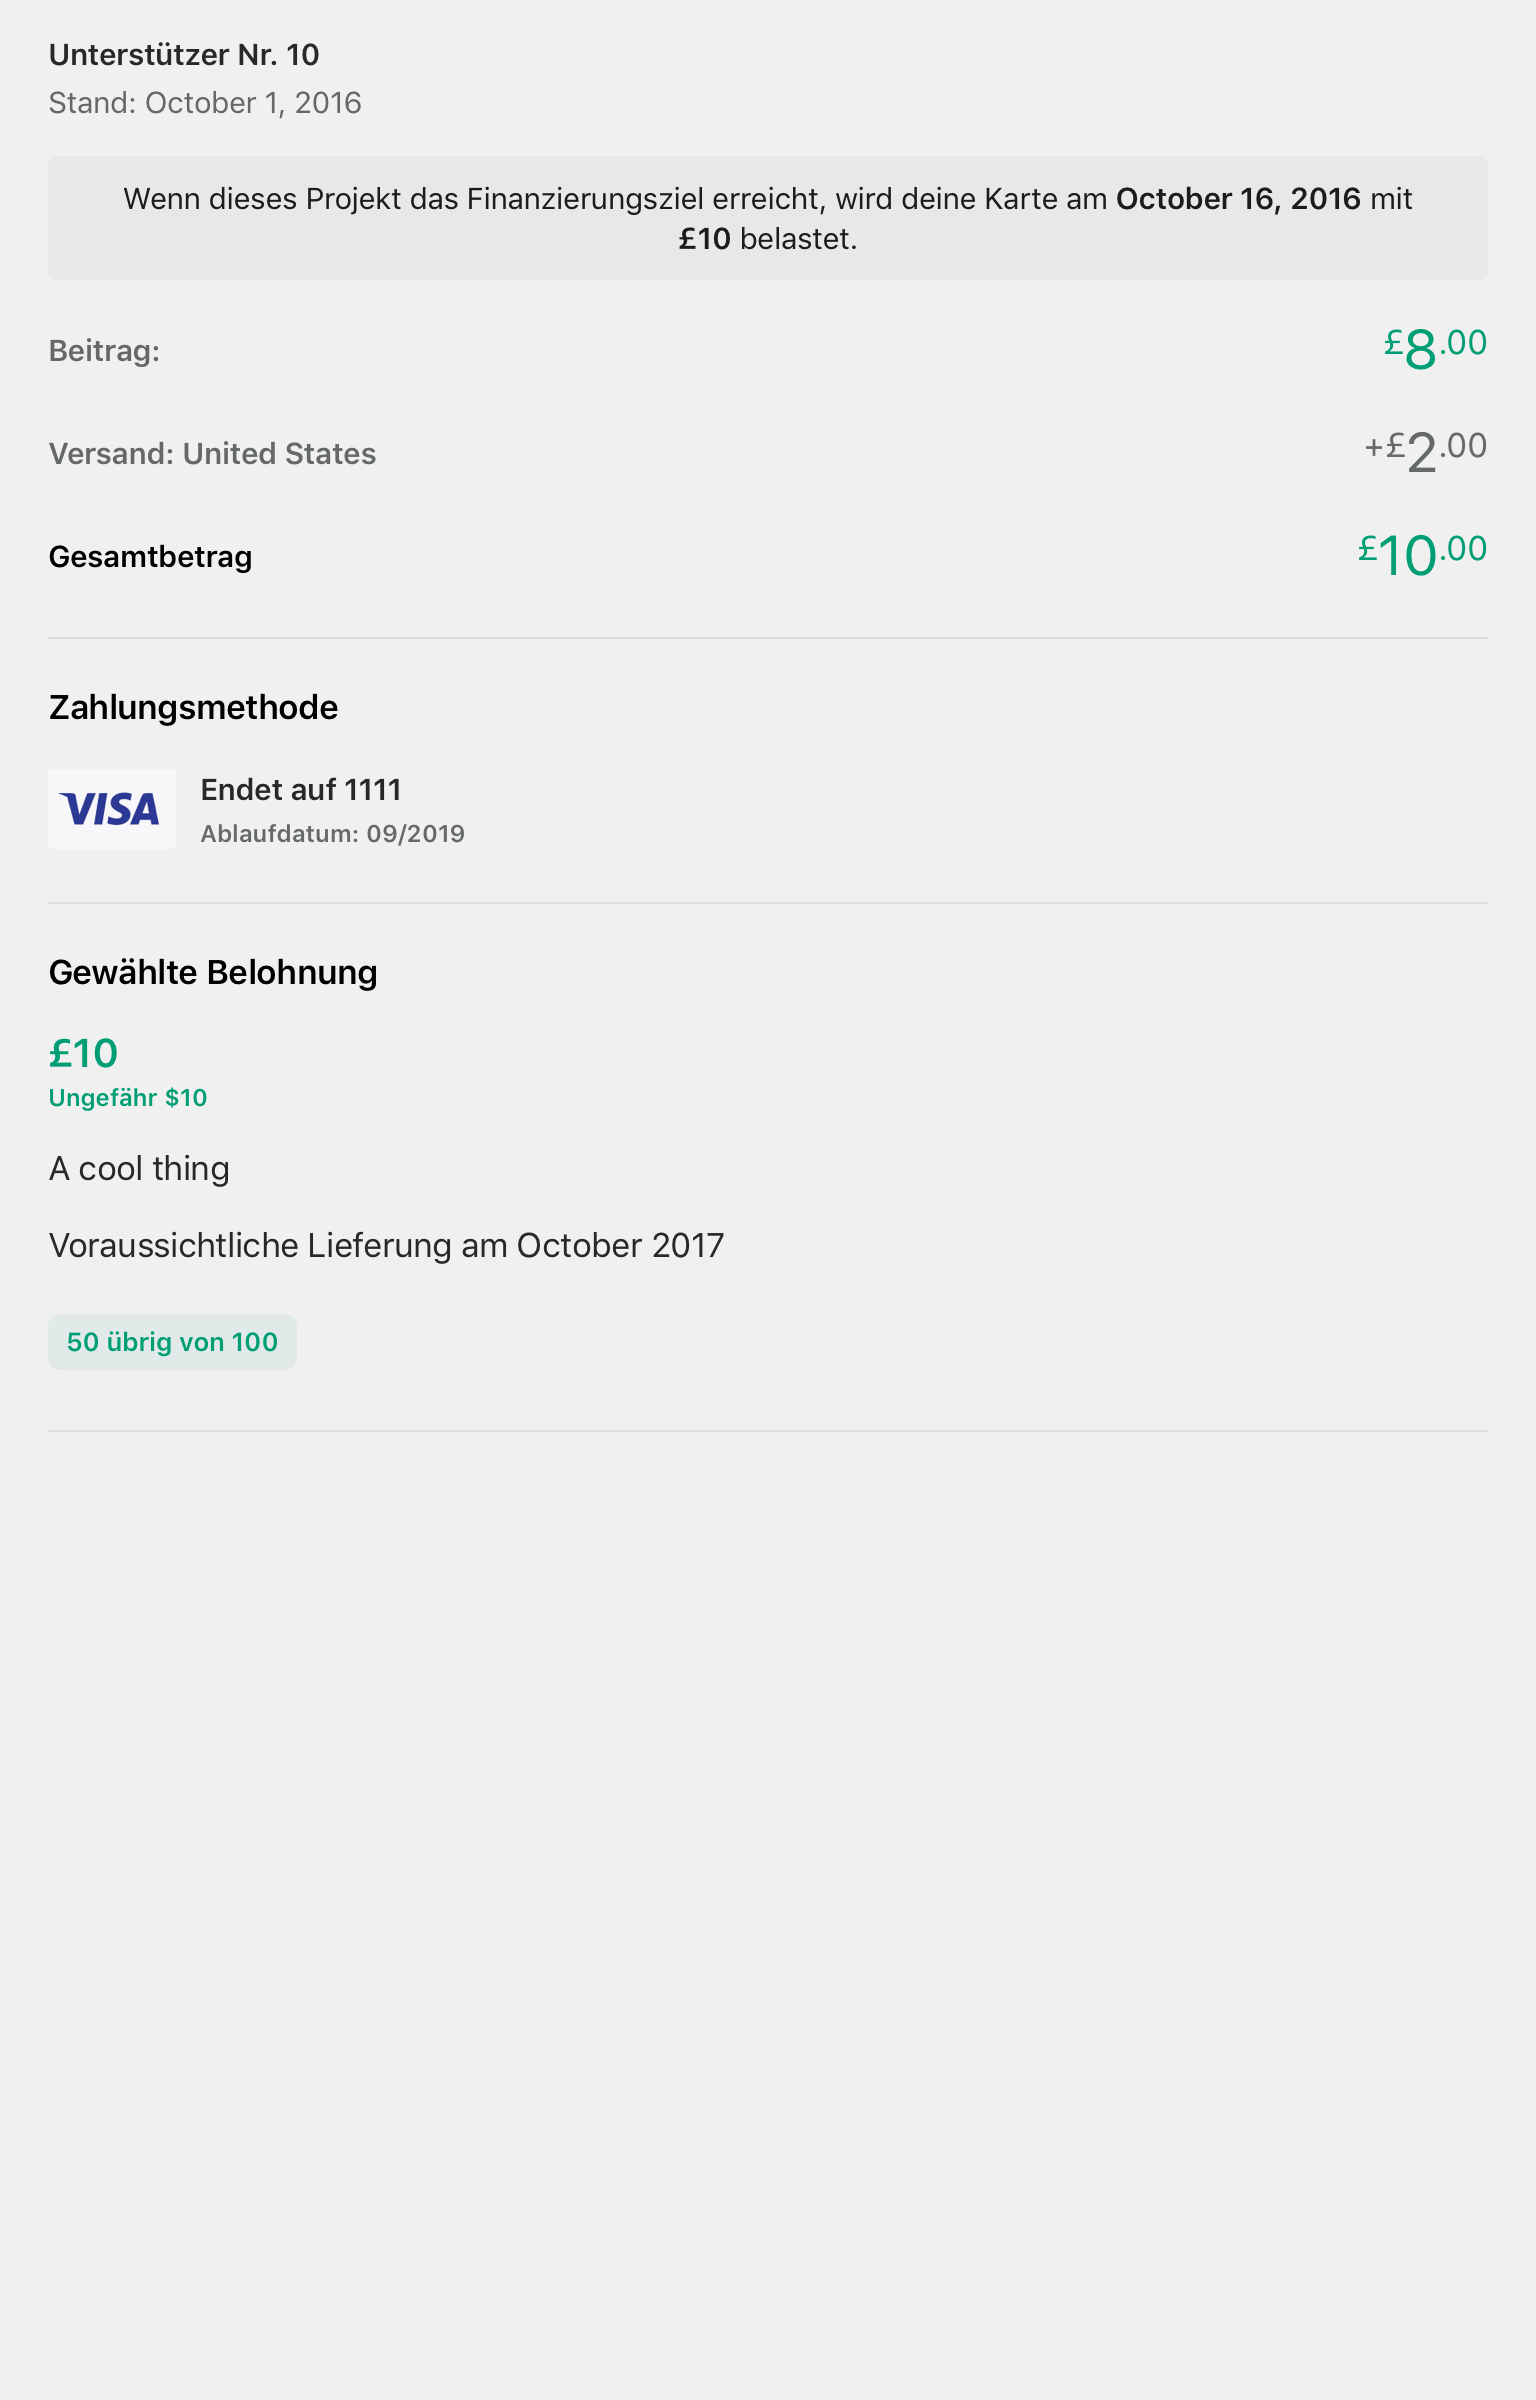 Unterstützer Nr. 10
Stand: October 1, 2016
Wenn dieses Projekt das Finanzierungsziel erreicht, wird deine Karte am October 16, 2016 mit
£10 belastet.
Beitrag: £8.00
Versand: United States +£2.00
Gesamtbetrag £10.00
Zahlungsmethode
VISA
Endet auf 1111
Ablaufdatum: 09/2019
Gewählte Belohnung
£10
Ungefähr $10
A cool thing
Voraussichtliche Lieferung am October 2017
50 übrig von 100